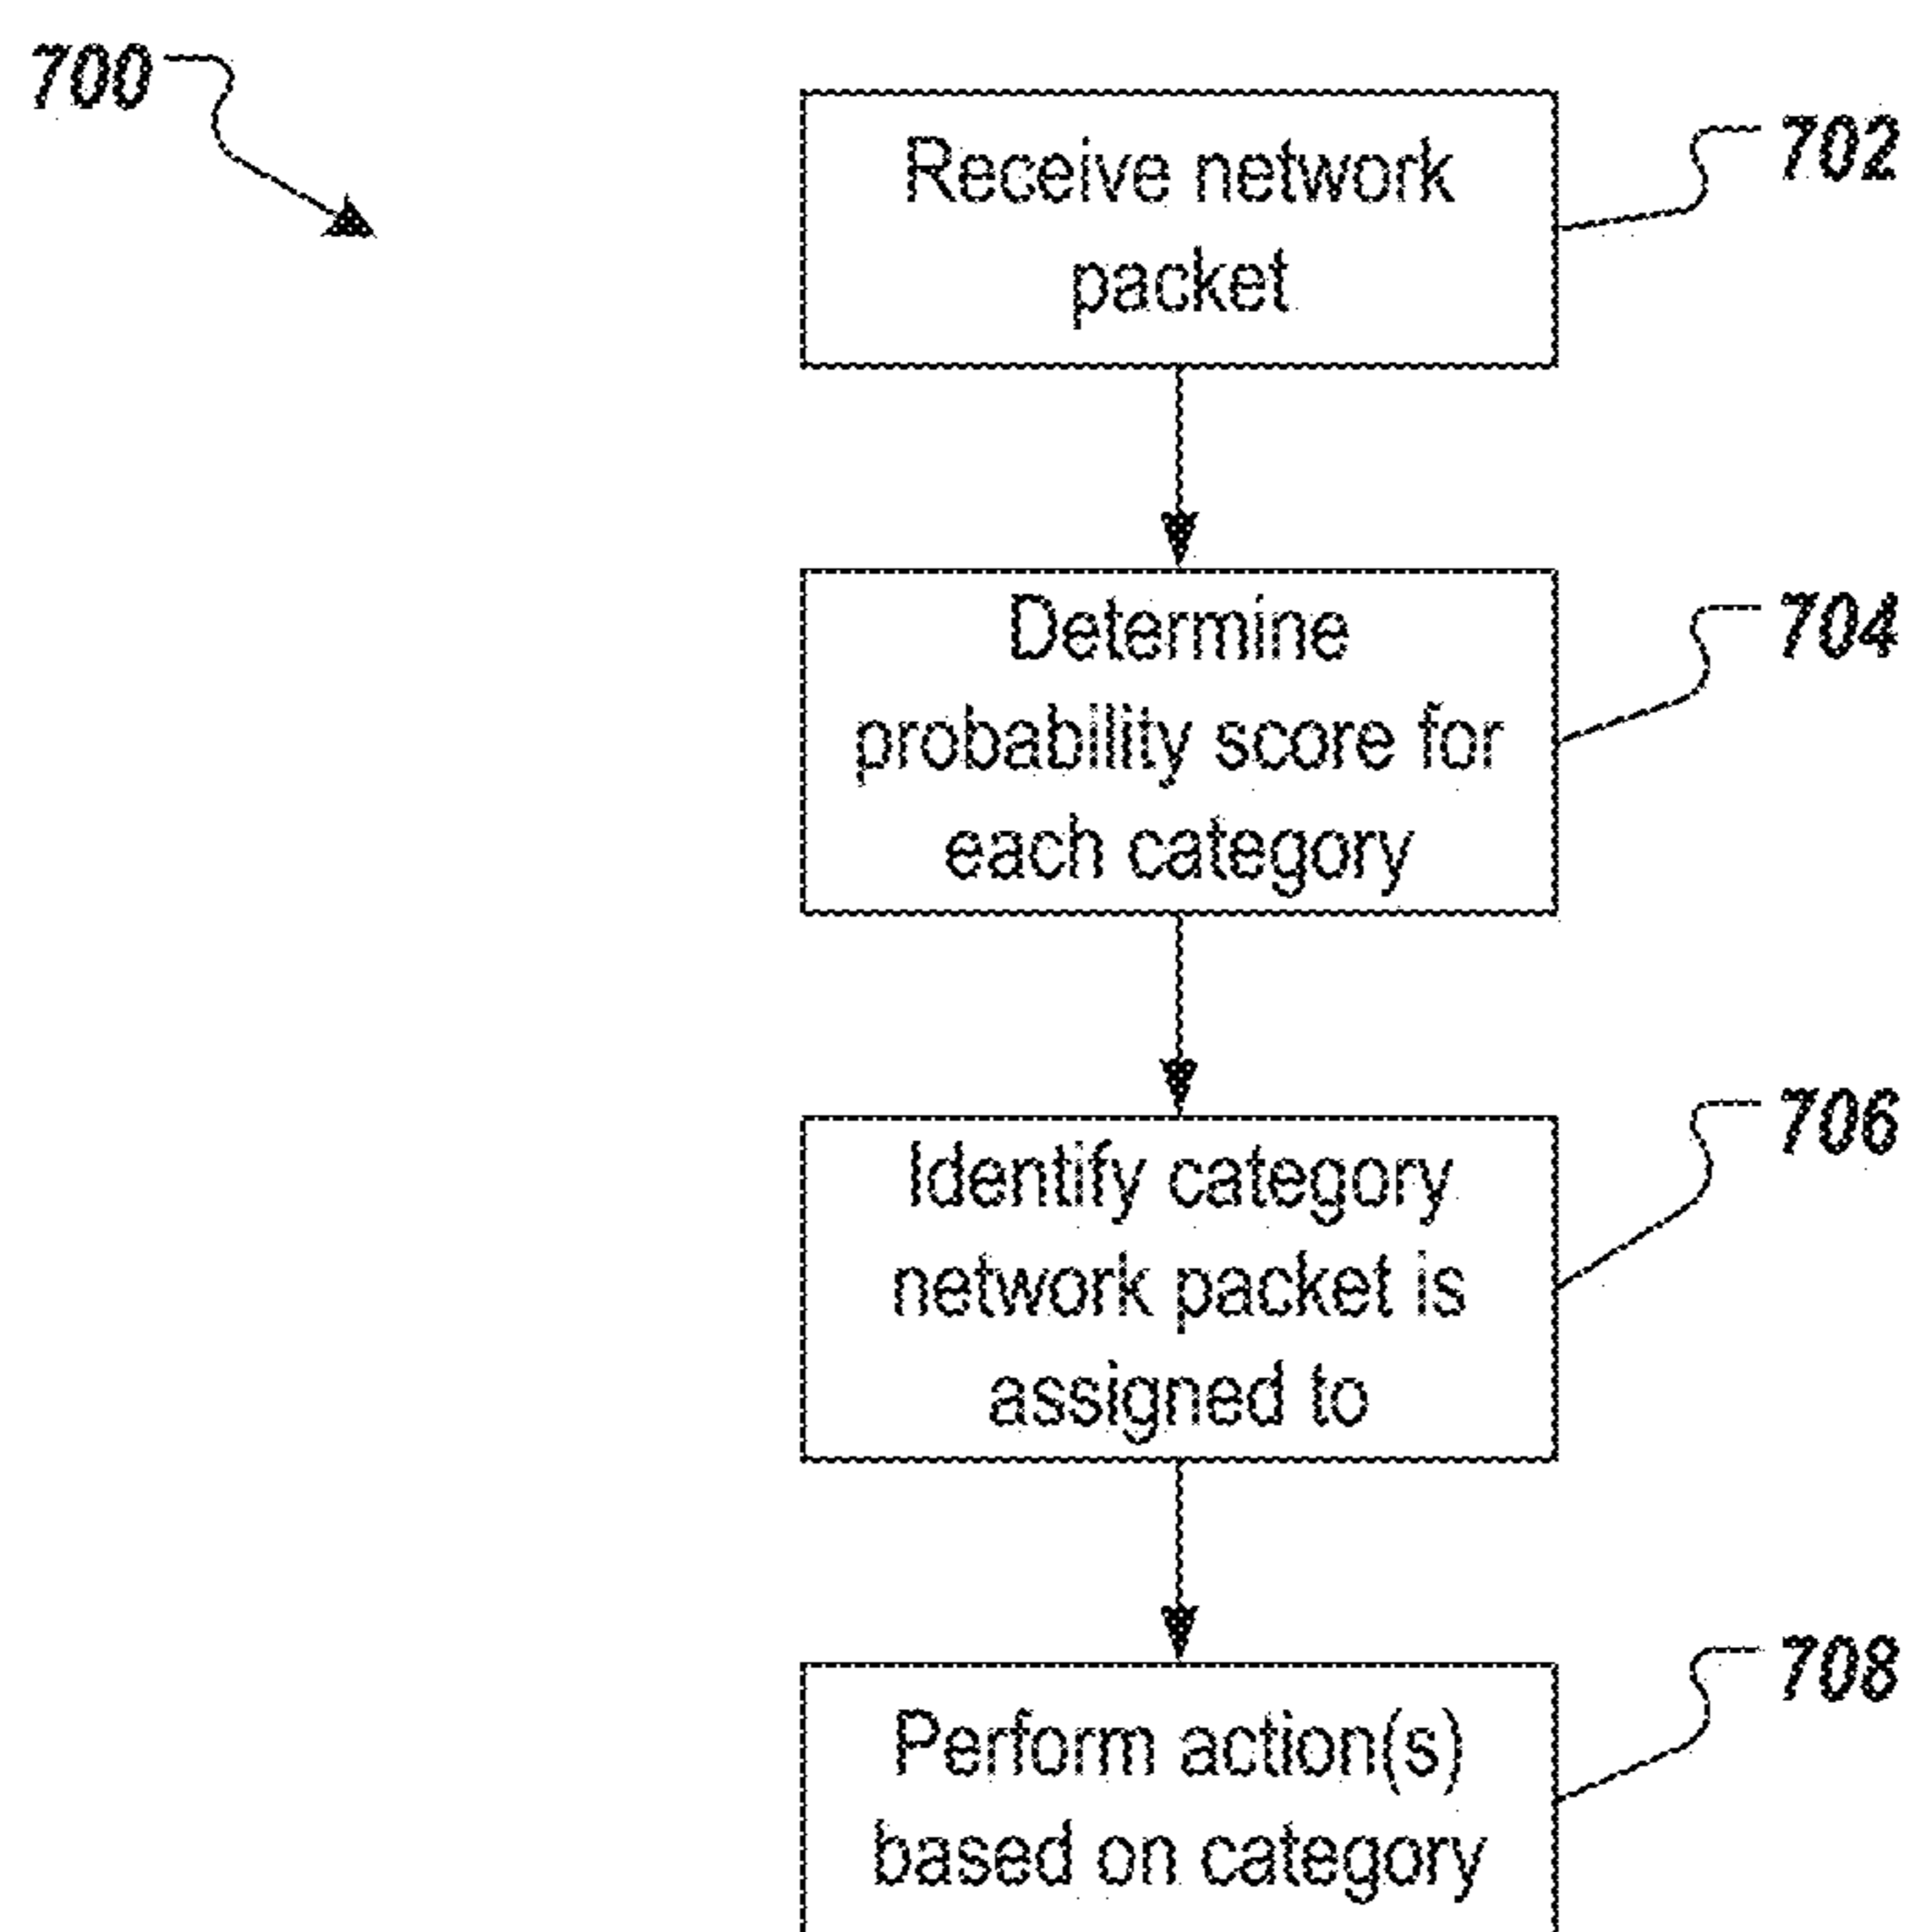 700
Receive network
packet
702
Determine
probability score for
each category
704
Identify category
network packet is
assigned to
706
Perform action(s)
based on category
708